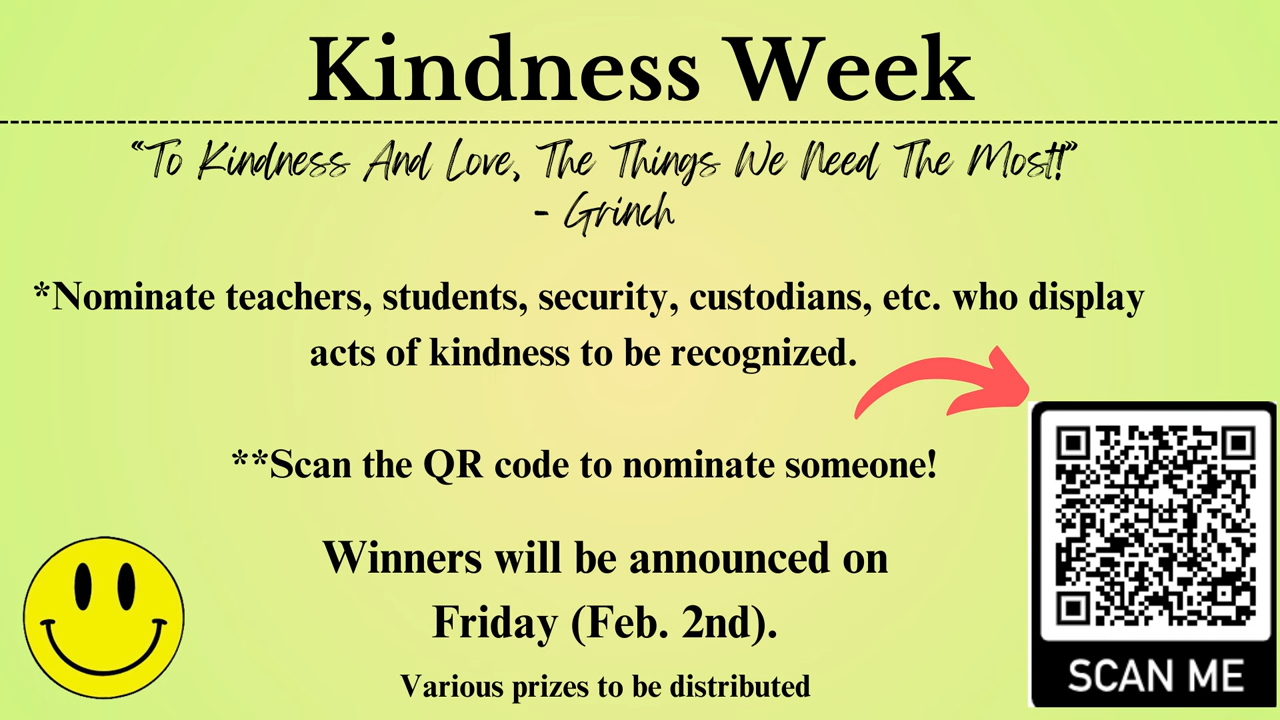 Kindness Week
“To Kindness And Love, The Things We Need The Most!”
- Grinch
*Nominate teachers, students, security, custodians, etc. who display
acts of kindness to be recognized.
**Scan the QR code to nominate someone!
Winners will be announced on
Friday (Feb. 2nd).
Various prizes to be distributed
SCAN ME